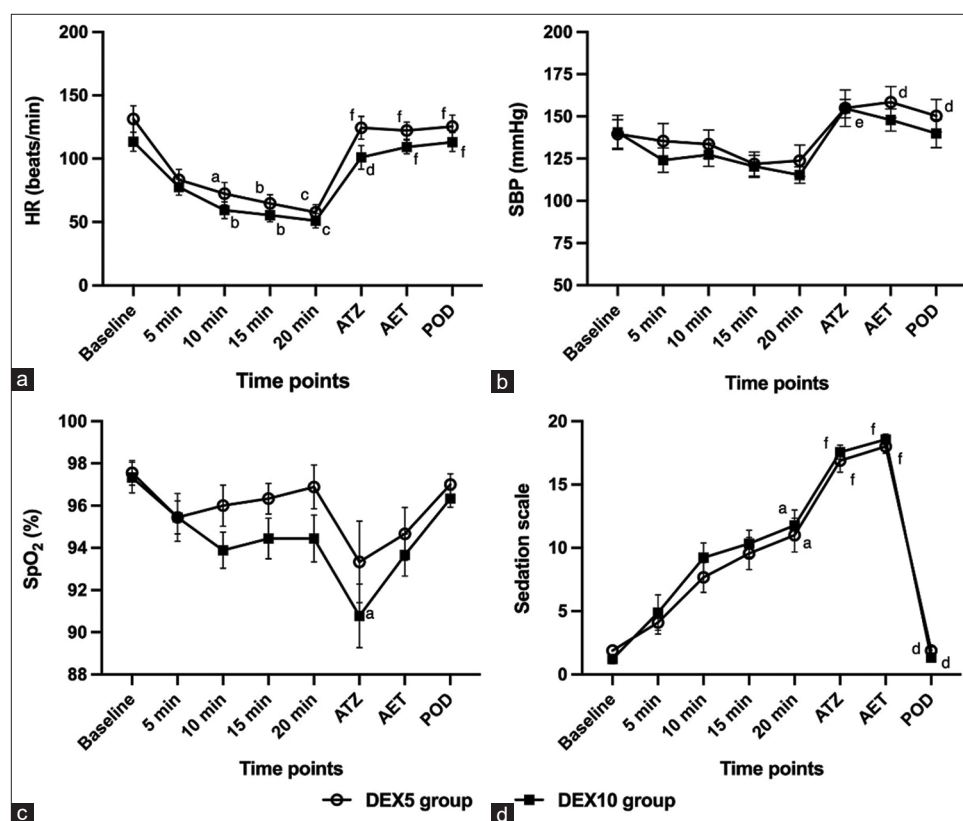 200
150
100
50
0
HR (beats/min)
f f f
a b c
b b c
d f f
Baseline 5 min 10 min 15 min 20 min ATZ AET POD
Time points
a
200
175
150
125
100
75
50
SBP (mmHg)
d d
e
Baseline 5 min 10 min 15 min 20 min ATZ AET POD
Time points
b
100
98
96
94
92
90
88
SpO₂ (%)
a
Baseline 5 min 10 min 15 min 20 min ATZ AET POD
Time points
c
20
15
10
5
0
Sedation scale
f f
f f
a
a
d d
Baseline 5 min 10 min 15 min 20 min ATZ AET POD
Time points
d
DEX5 group DEX10 group